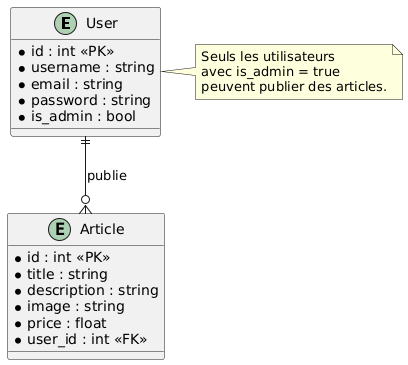 E User
id : int «PK»
username : string
email : string
password : string
is_admin : bool
Seuls les utilisateurs
avec is_admin = true
peuvent publier des articles.
publie
E Article
id : int «PK»
title : string
description : string
image : string
price : float
user_id : int «FK»